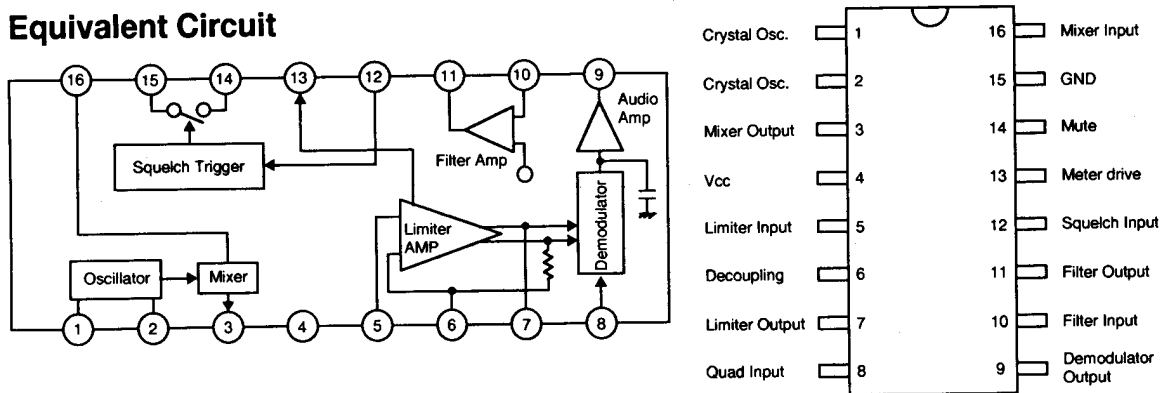 Equivalent Circuit
16 15 14 13 12 11 10 9
Audio
Amp
Filter Amp
Squelch Trigger
Limiter
AMP
Demodulator
Oscillator
Mixer
1 2 3 4 5 6 7 8
Crystal Osc. 1 16 Mixer Input
Crystal Osc. 2 15 GND
Mixer Output 3 14 Mute
Vcc 4 13 Meter drive
Limiter Input 5 12 Squelch Input
Decoupling 6 11 Filter Output
Limiter Output 7 10 Filter Input
Quad Input 8 9 Demodulator
Output